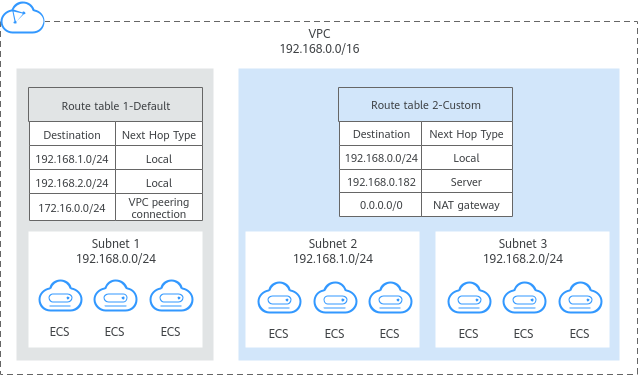 VPC
192.168.0.0/16
Route table 1-Default
Destination Next Hop Type
192.168.1.0/24 Local
192.168.2.0/24 Local
172.16.0.0/24 VPC peering
connection
Subnet 1
192.168.0.0/24
ECS ECS ECS
Route table 2-Custom
Destination Next Hop Type
192.168.0.0/24 Local
192.168.0.182 Server
0.0.0.0/0 NAT gateway
Subnet 2
192.168.1.0/24
ECS ECS ECS
Subnet 3
192.168.2.0/24
ECS ECS ECS